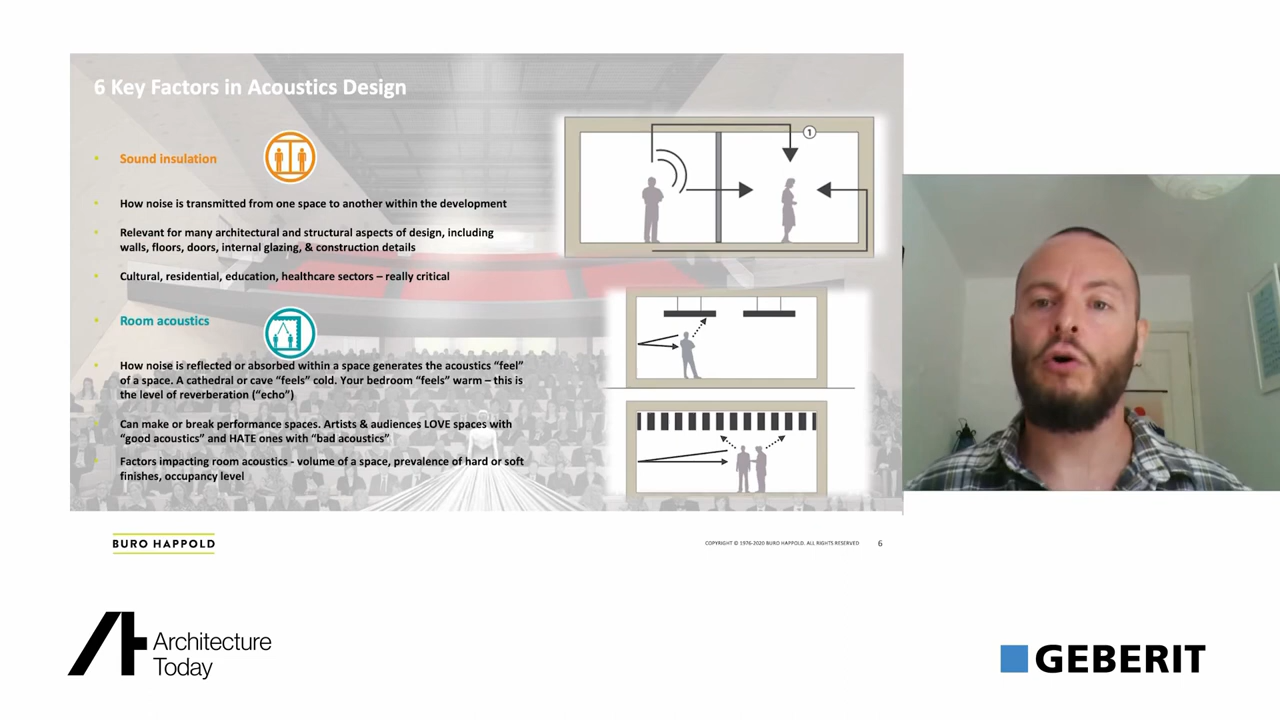 6 Key Factors in Acoustics Design
Sound insulation
How noise is transmitted from one space to another within the development
Relevant for many architectural and structural aspects of design, including
walls, floors, doors, internal glazing, & construction details
Cultural, residential, education, healthcare sectors – really critical
Room acoustics
How noise is reflected or absorbed within a space generates the acoustics “feel”
of a space. A cathedral or cave “feels” cold. Your bedroom “feels” warm – this is
the level of reverberation (“echo”)
Can make or break performance spaces. Artists & audiences LOVE spaces with
“good acoustics” and HATE ones with “bad acoustics”
Factors impacting room acoustics - volume of a space, prevalence of hard or soft
finishes, occupancy level
1
BURO HAPPOLD
COPYRIGHT © 1976-2020 BURO HAPPOLD. ALL RIGHTS RESERVED
6
Architecture
Today
GEBERIT